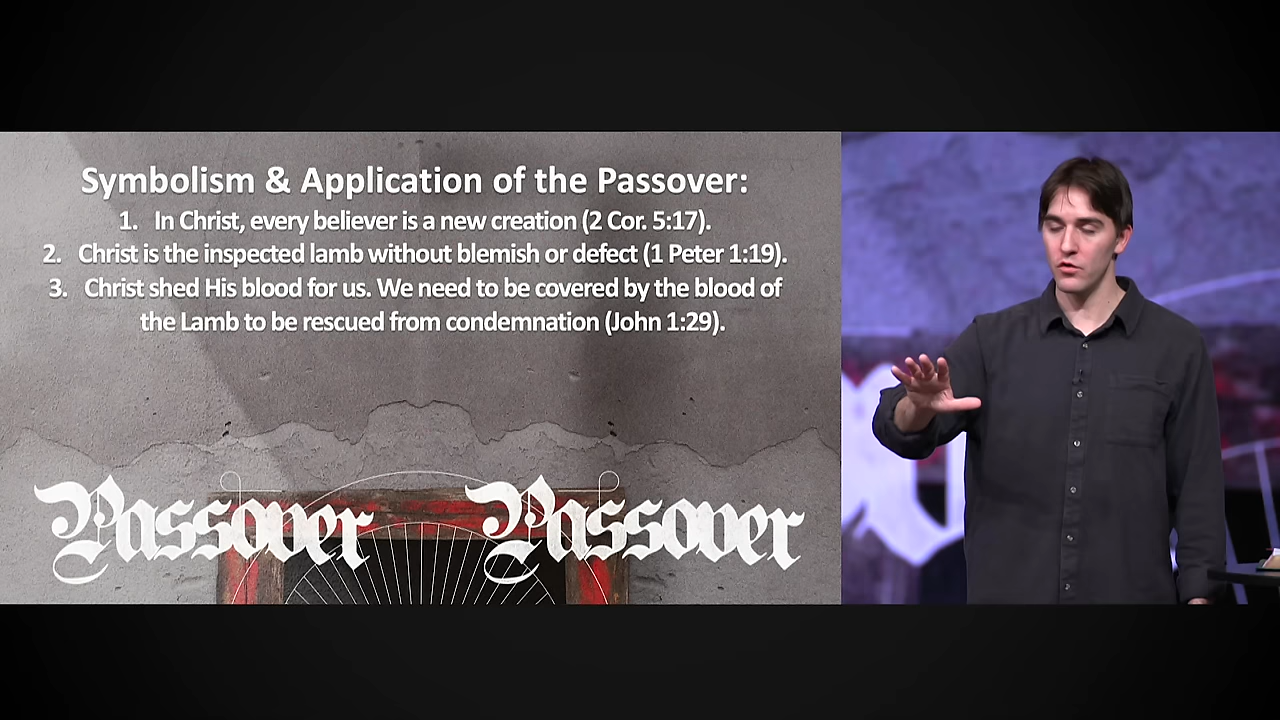 Symbolism & Application of the Passover:
1. In Christ, every believer is a new creation (2 Cor. 5:17).
2. Christ is the inspected lamb without blemish or defect (1 Peter 1:19).
3. Christ shed His blood for us. We need to be covered by the blood of
the Lamb to be rescued from condemnation (John 1:29).
Passover Passover